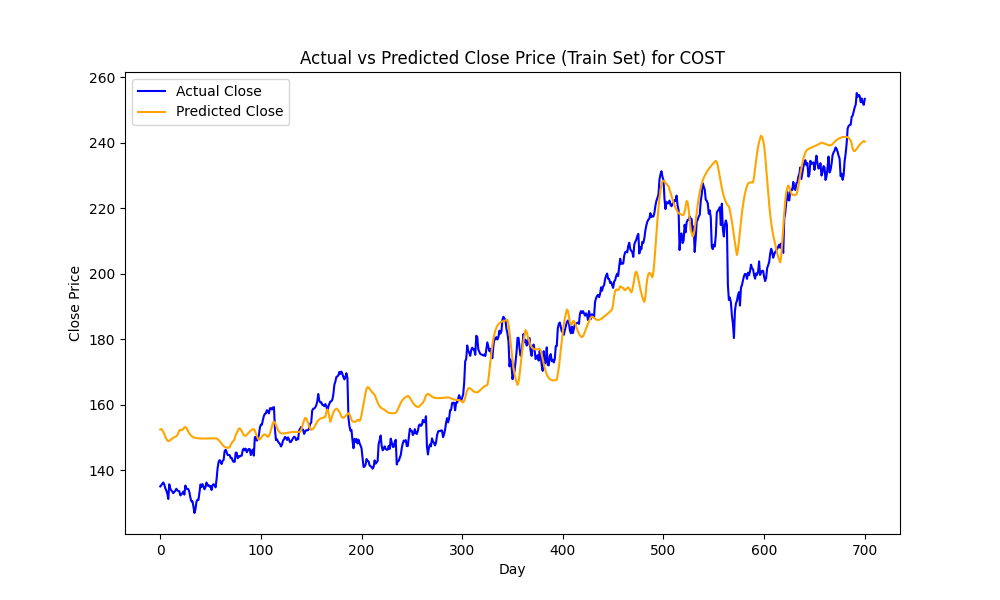 Actual vs Predicted Close Price (Train Set) for COST
Actual Close
Predicted Close
Close Price
260
240
220
200
180
160
140
0 100 200 300 400 500 600 700
Day